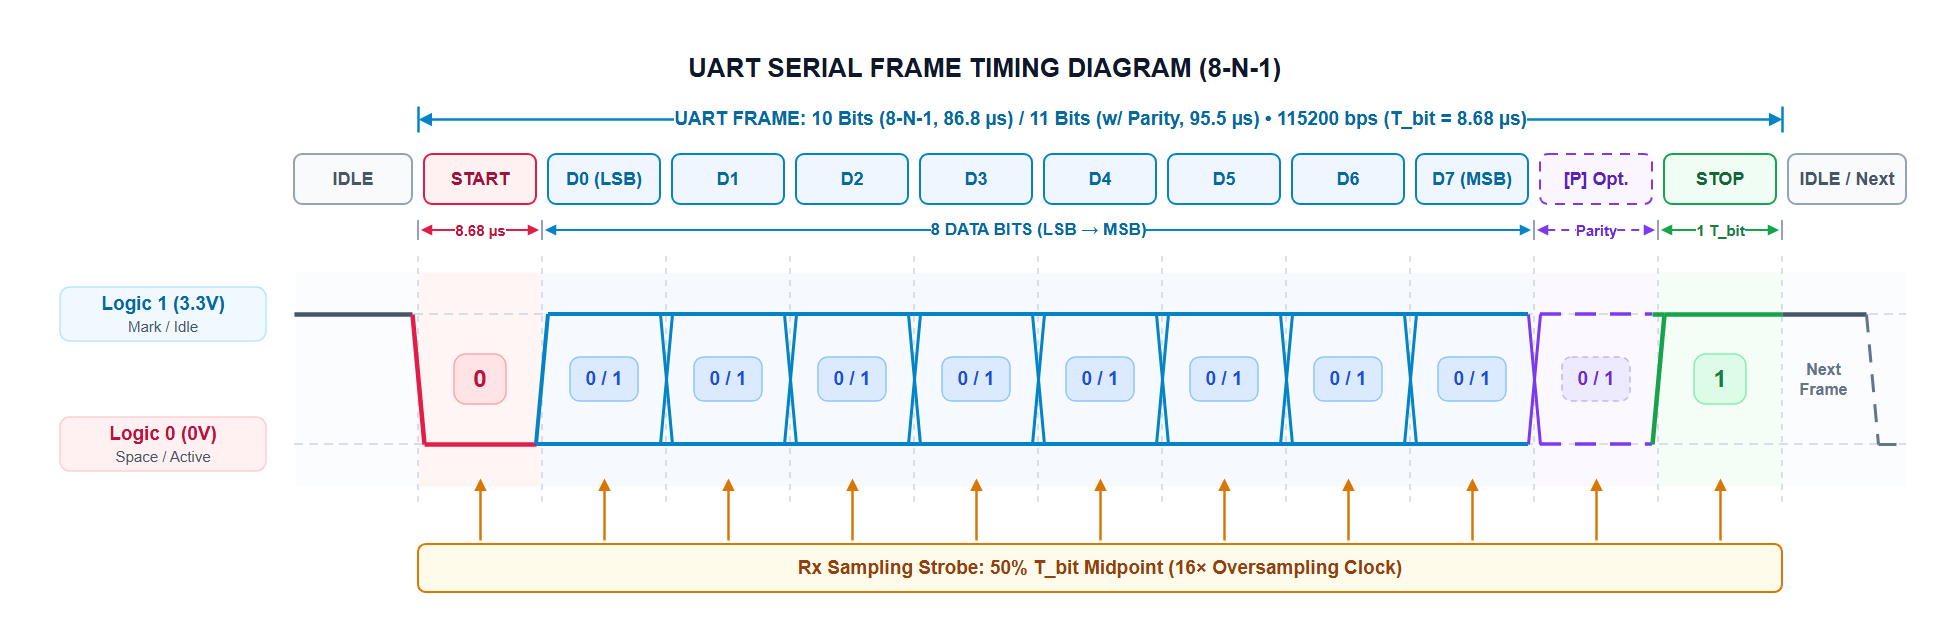 UART SERIAL FRAME TIMING DIAGRAM (8-N-1)
UART FRAME: 10 Bits (8-N-1, 86.8 µs) / 11 Bits (w/ Parity, 95.5 µs) • 115200 bps (T_bit = 8.68 µs)
IDLE
START
D0 (LSB)
D1
D2
D3
D4
D5
D6
D7 (MSB)
[P] Opt.
STOP
IDLE / Next
8.68 µs
8 DATA BITS (LSB → MSB)
Parity
1 T_bit
Logic 1 (3.3V)
Mark / Idle
0
0 / 1
0 / 1
0 / 1
0 / 1
0 / 1
0 / 1
0 / 1
0 / 1
0 / 1
1
Next
Frame
Logic 0 (0V)
Space / Active
Rx Sampling Strobe: 50% T_bit Midpoint (16× Oversampling Clock)